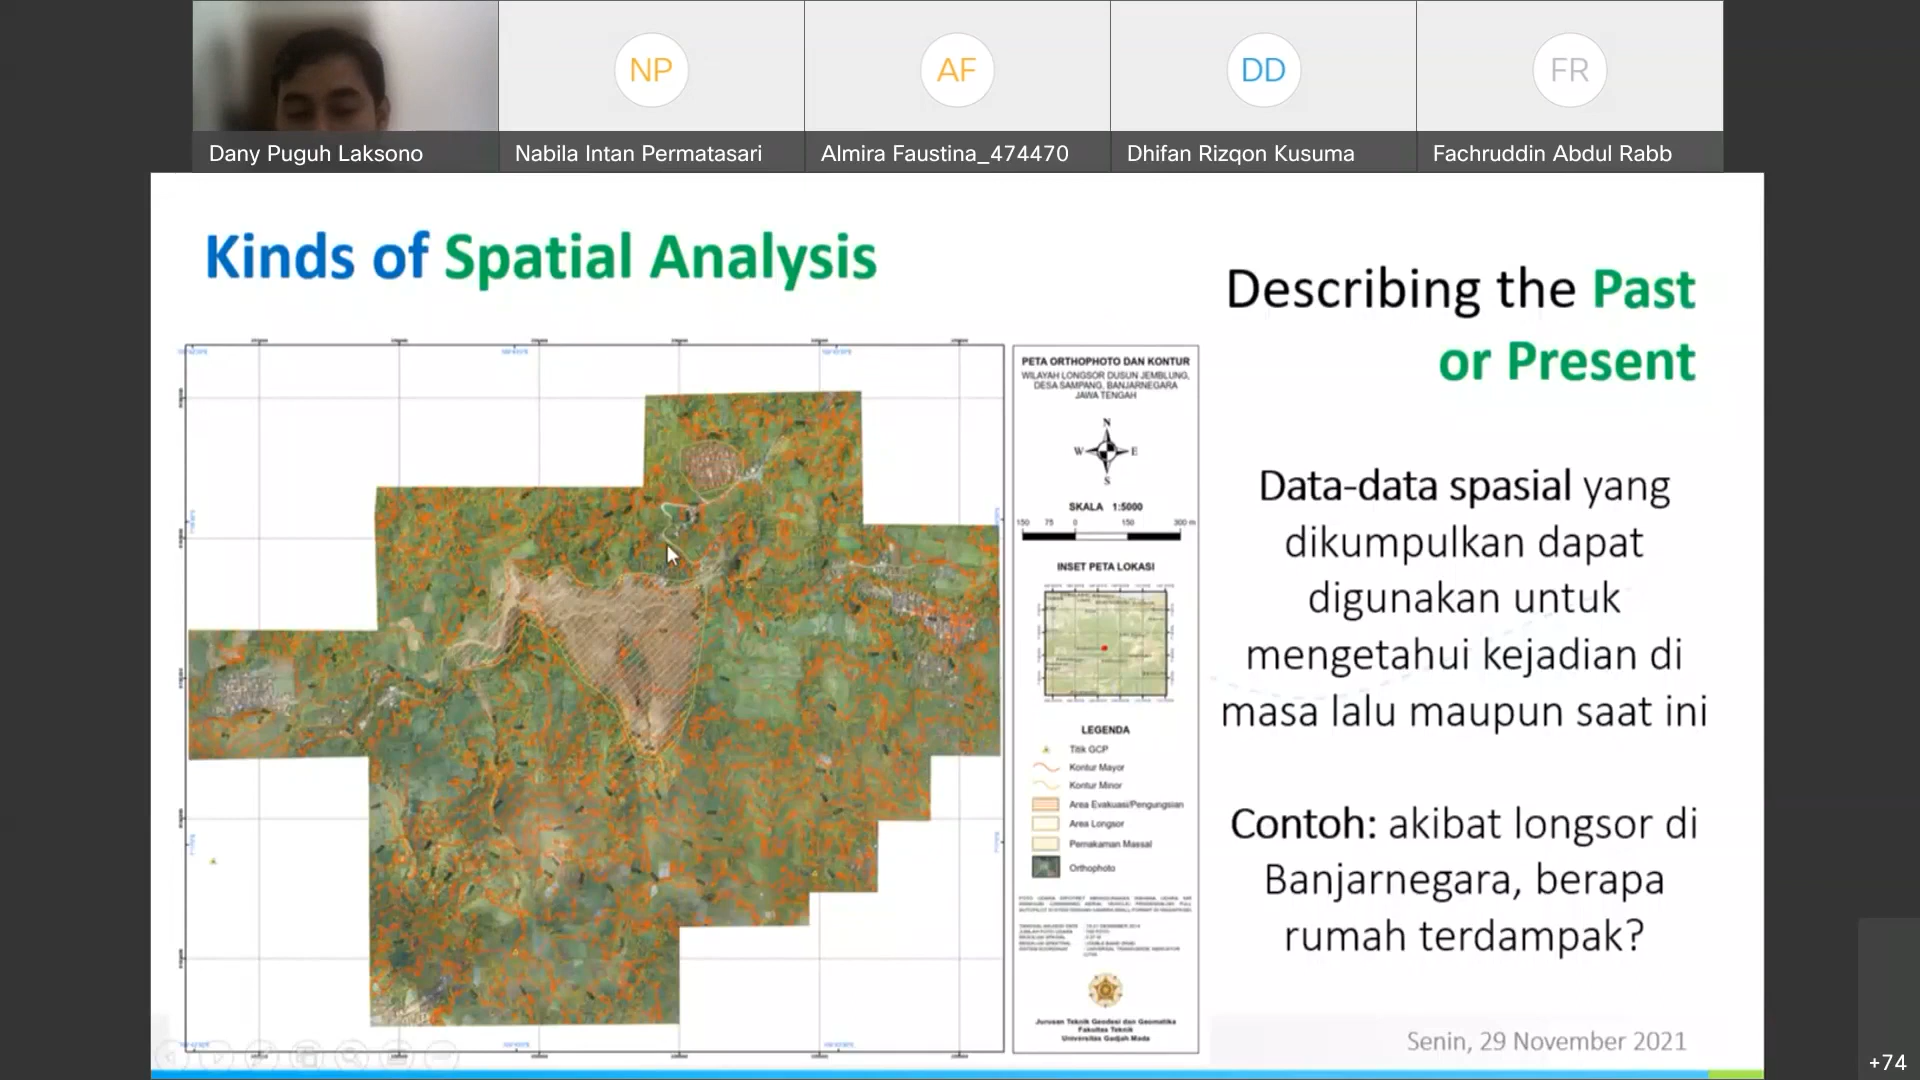 NP
AF
DD
FR
Dany Puguh Laksono
Nabila Intan Permatasari
Almira Faustina_474470
Dhifan Rizqon Kusuma
Fachruddin Abdul Rabb
Kinds of Spatial Analysis
Describing the Past
or Present
PETA ORTHOPHOTO DAN KONTUR
WILAYAH LONGSOR DUSUN JEMBLUNG,
DESA SAMPANG, BANJARNEGARA
JAWA TENGAH
N
W E
S
SKALA 1:5000
150 75 0 150 300 m
INSET PETA LOKASI
LEGENDA
Titik GCP
Kontur Mayor
Kontur Minor
Area Evakuasi/Pengungsian
Area Longsor
Pemakaman Massal
Orthophoto
Jurusan Teknik Geodesi dan Geomatika
Fakultas Teknik
Universitas Gadjah Mada
Data-data spasial yang
dikumpulkan dapat
digunakan untuk
mengetahui kejadian di
masa lalu maupun saat ini
Contoh: akibat longsor di
Banjarnegara, berapa
rumah terdampak?
Senin, 29 November 2021
+74